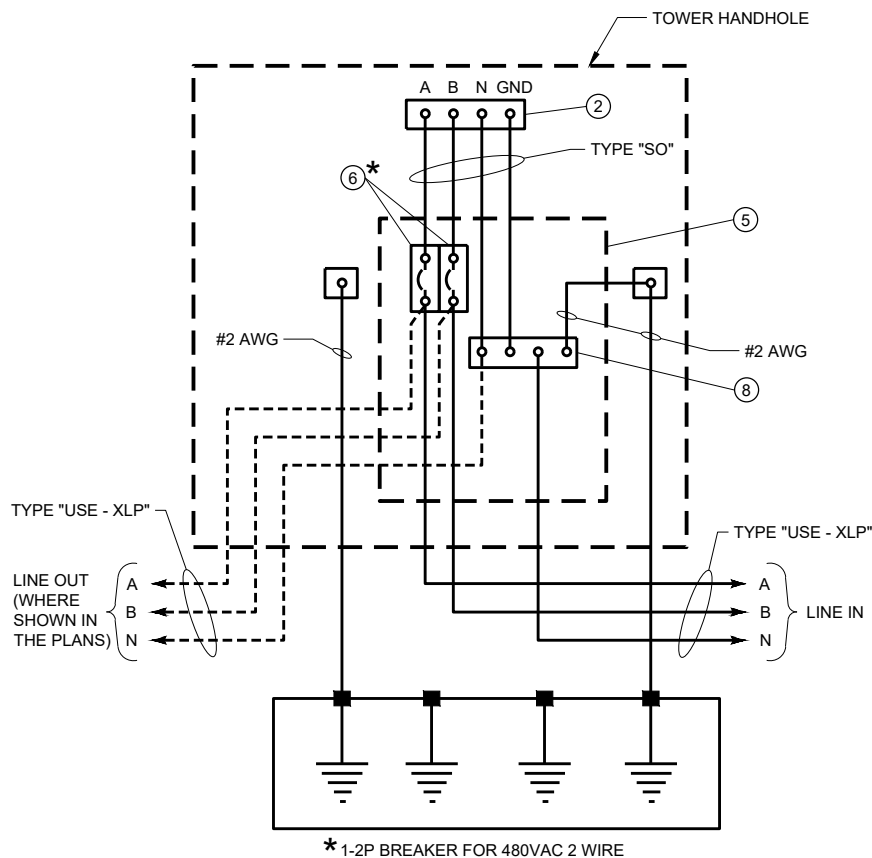 TOWER HANDHOLE
A B N GND
2
TYPE "SO"
6 *
5
#2 AWG
#2 AWG
8
TYPE "USE - XLP"
TYPE "USE - XLP"
LINE OUT
(WHERE
SHOWN IN
THE PLANS)
A
B
N
A
B
N
LINE IN
* 1-2P BREAKER FOR 480VAC 2 WIRE